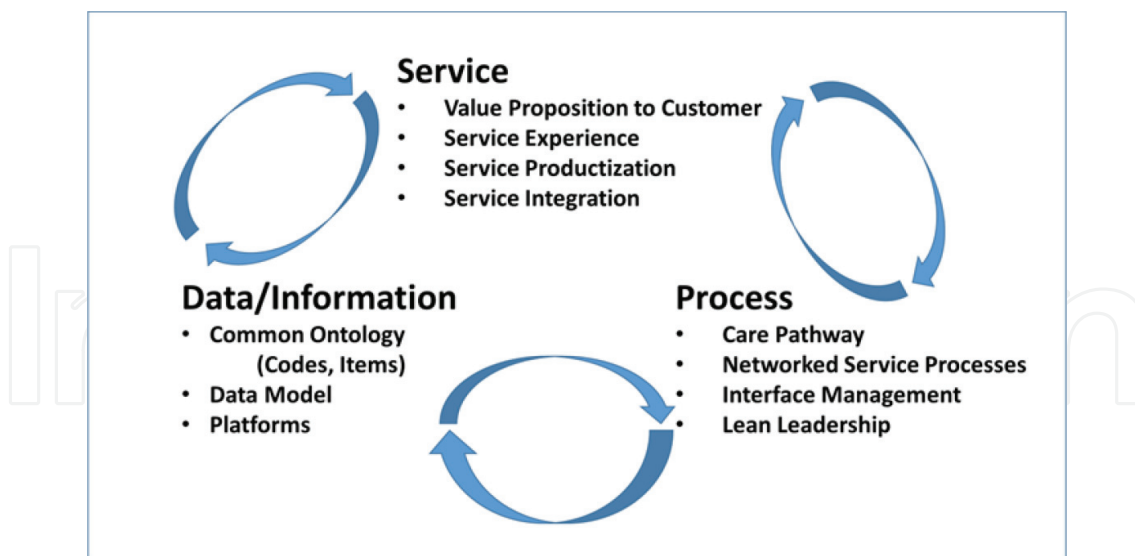 Service
• Value Proposition to Customer
• Service Experience
• Service Productization
• Service Integration
Data/Information
• Common Ontology
(Codes, Items)
• Data Model
• Platforms
Process
• Care Pathway
• Networked Service Processes
• Interface Management
• Lean Leadership